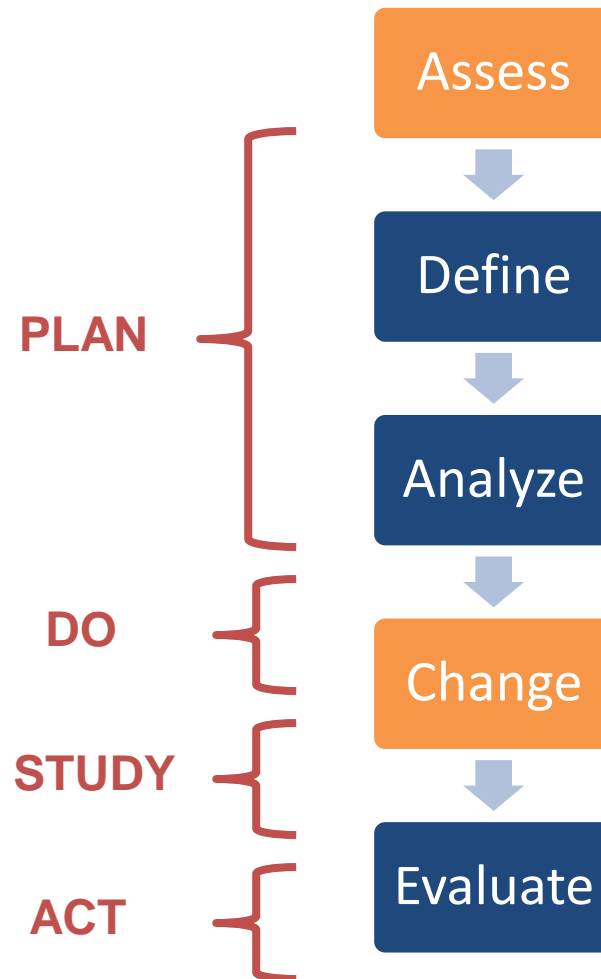 Assess
Define
PLAN
Analyze
DO
Change
STUDY
Evaluate
ACT